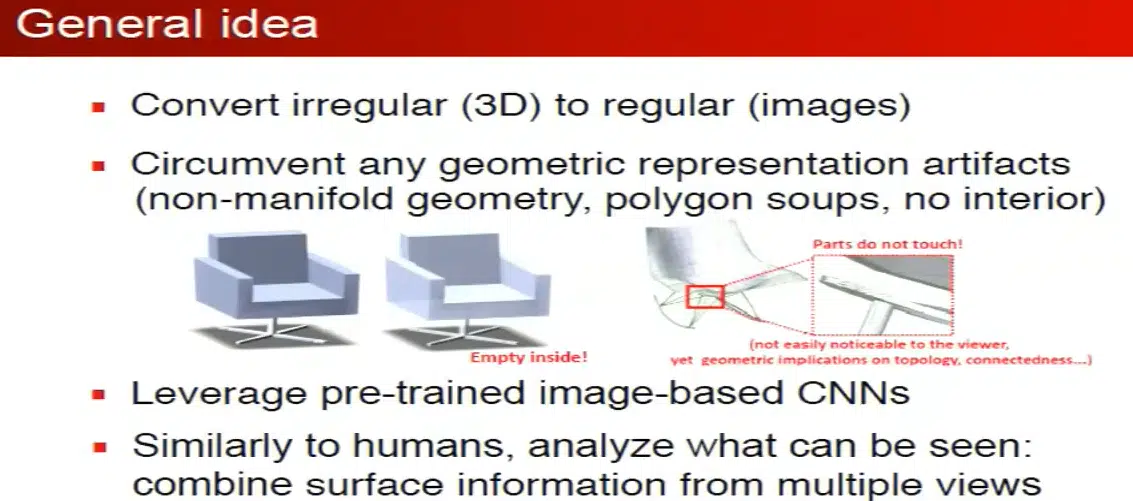 General idea
Convert irregular (3D) to regular (images)
Circumvent any geometric representation artifacts
(non-manifold geometry, polygon soups, no interior)
Parts do not touch!
Empty inside!
(not easily noticeable to the viewer,
yet geometric implications on topology, connectedness...)
Leverage pre-trained image-based CNNs
Similarly to humans, analyze what can be seen:
combine surface information from multiple views